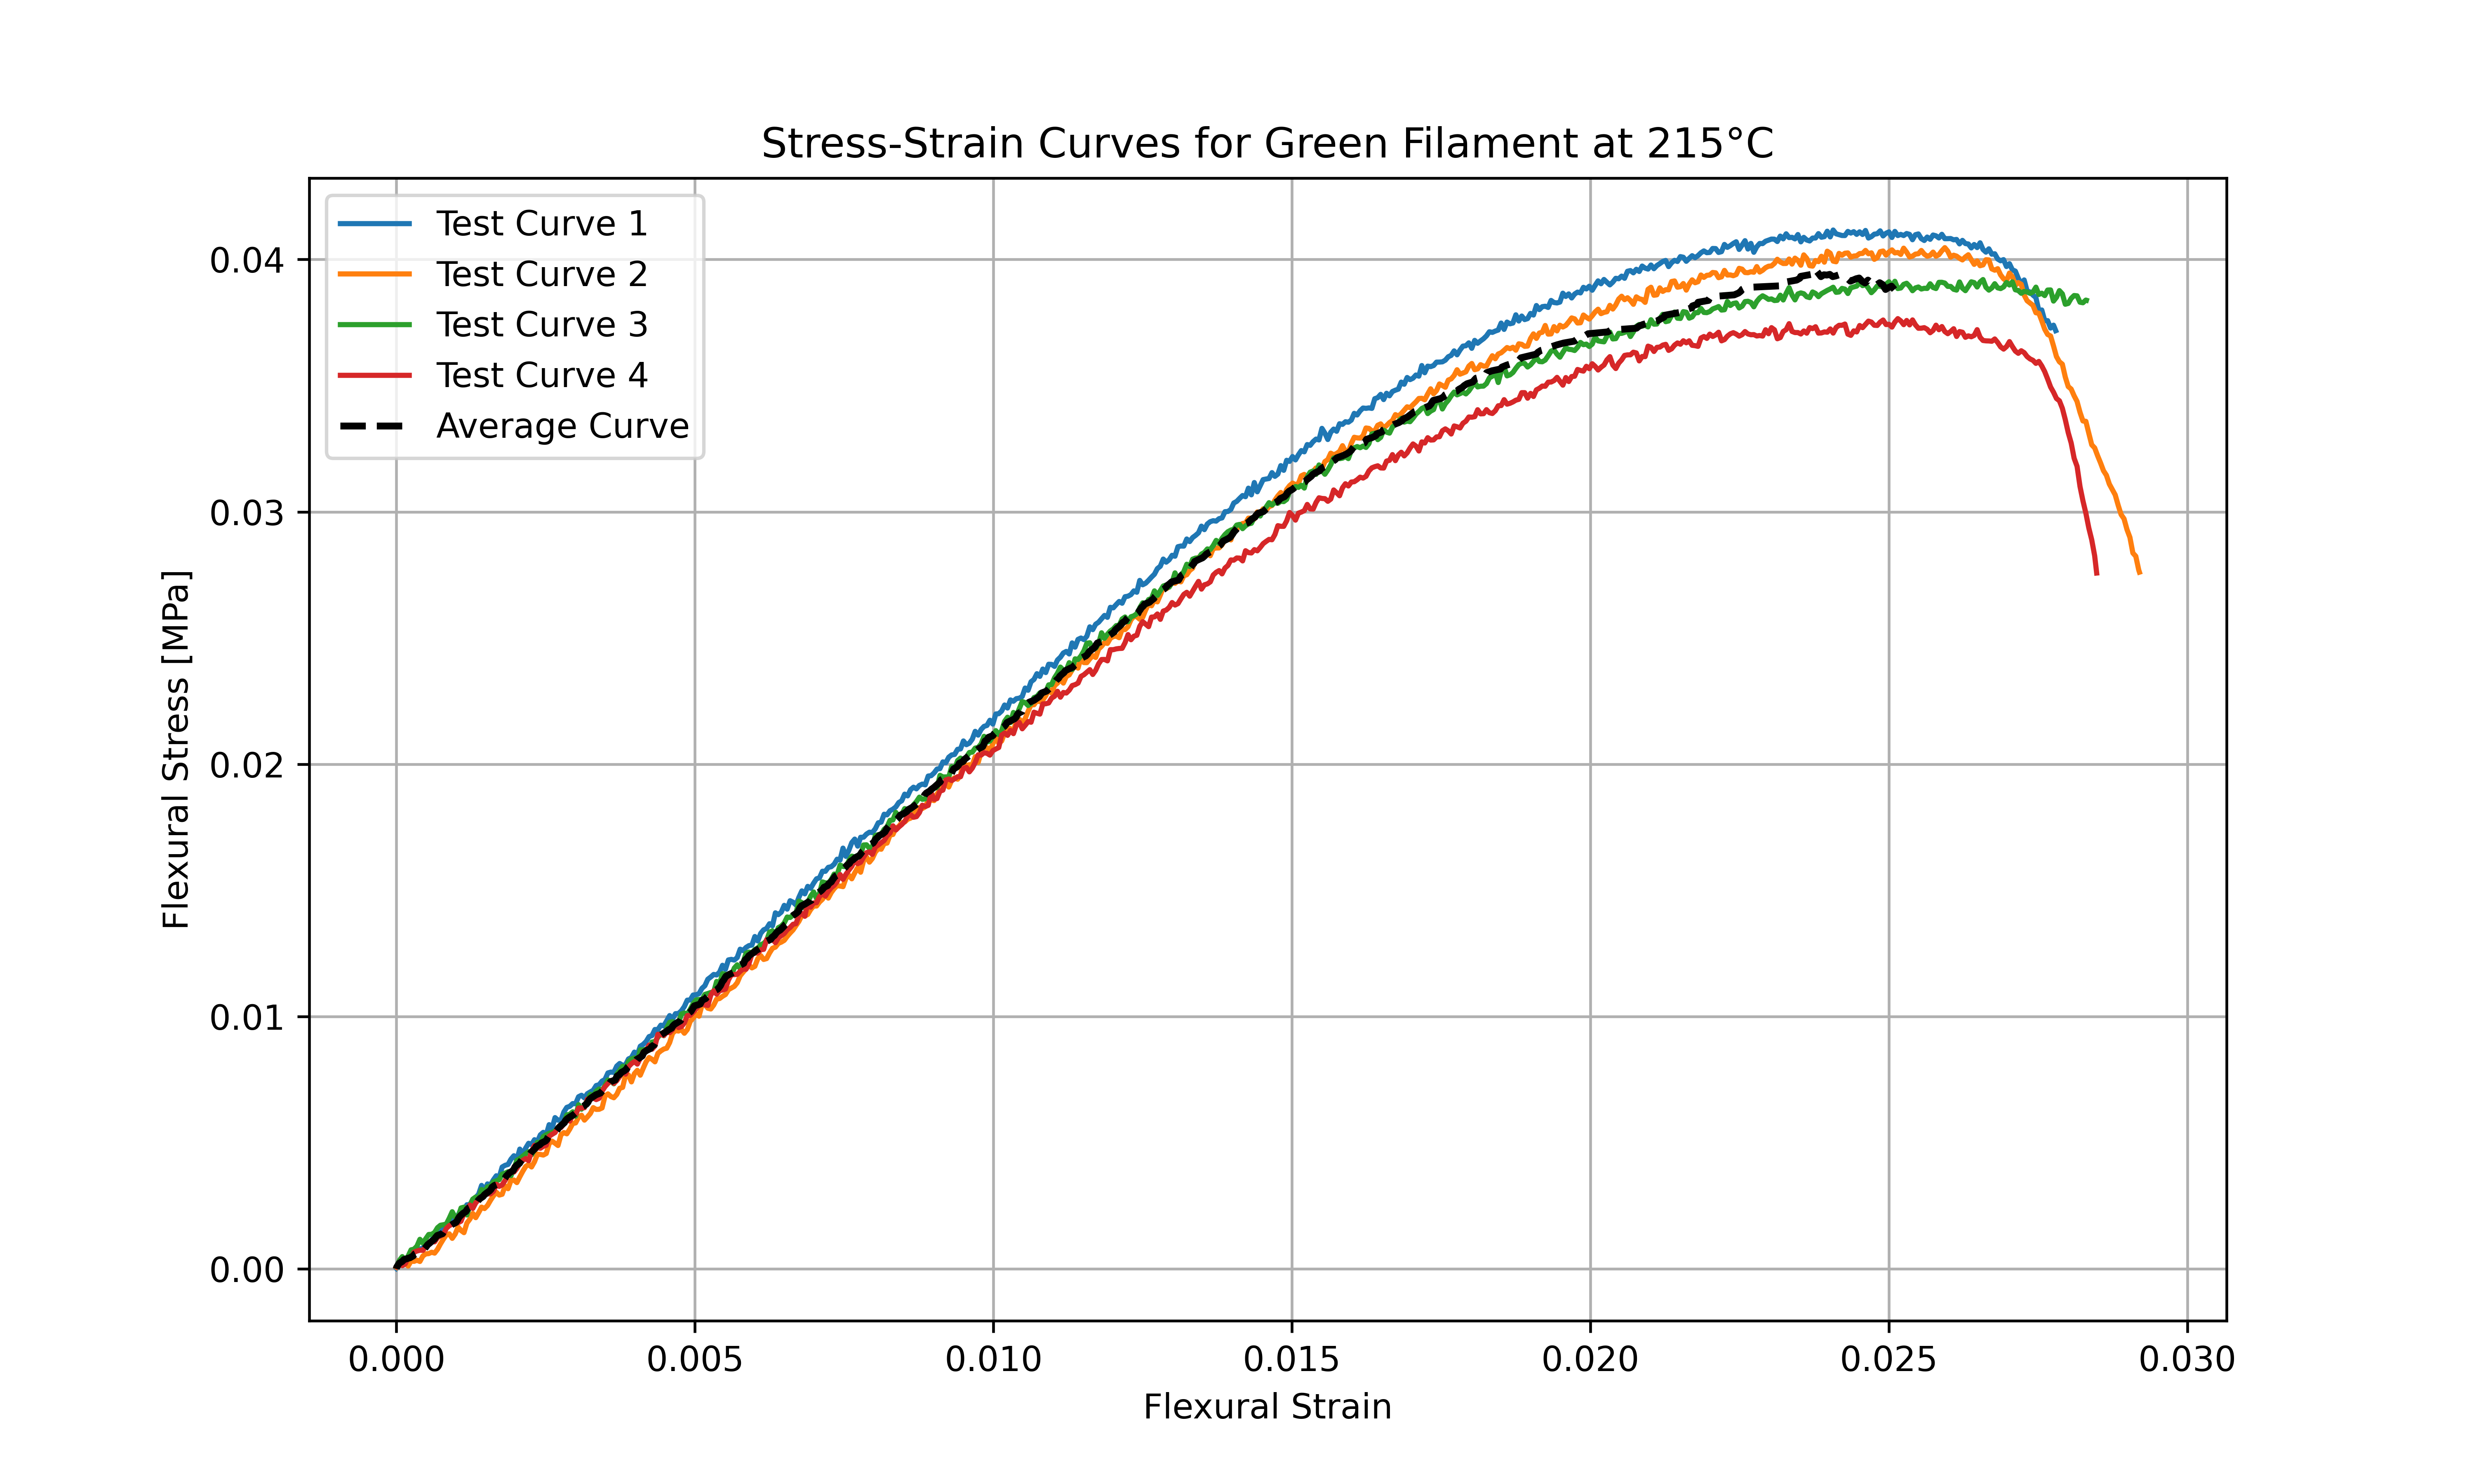 Stress-Strain Curves for Green Filament at 215°C
Test Curve 1
Test Curve 2
Test Curve 3
Test Curve 4
Average Curve
Flexural Stress [MPa]
0.04
0.03
0.02
0.01
0.00
0.000 0.005 0.010 0.015 0.020 0.025 0.030
Flexural Strain